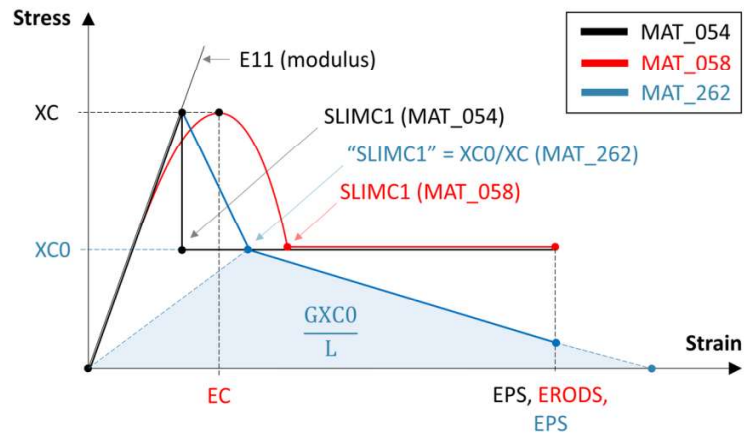 Stress
MAT_054
MAT_058
MAT_262
E11 (modulus)
XC
SLIMC1 (MAT_054)
“SLIMC1” = XC0/XC (MAT_262)
SLIMC1 (MAT_058)
XC0
GXC0
L
Strain
EC
EPS, ERODS,
EPS